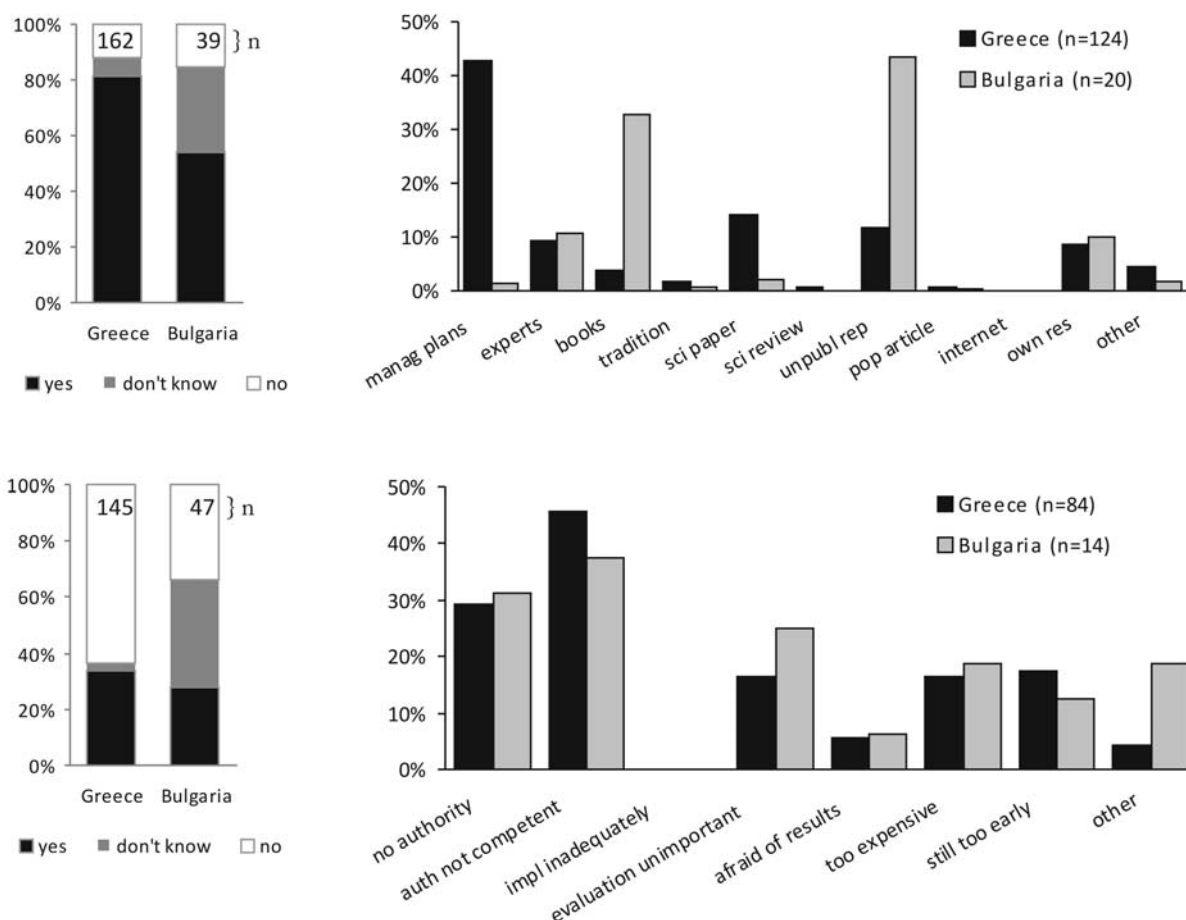 100%
80%
60%
40%
20%
0%
162
39
} n
Greece
Bulgaria
yes
don't know
no
50%
40%
30%
20%
10%
0%
Greece (n=124)
Bulgaria (n=20)
manag plans
experts
books
tradition
sci paper
sci review
unpubl rep
pop article
internet
own res
other
100%
80%
60%
40%
20%
0%
145
47
} n
Greece
Bulgaria
yes
don't know
no
50%
40%
30%
20%
10%
0%
Greece (n=84)
Bulgaria (n=14)
no authority
auth not competent
impl inadequately
evaluation unimportant
afraid of results
too expensive
still too early
other